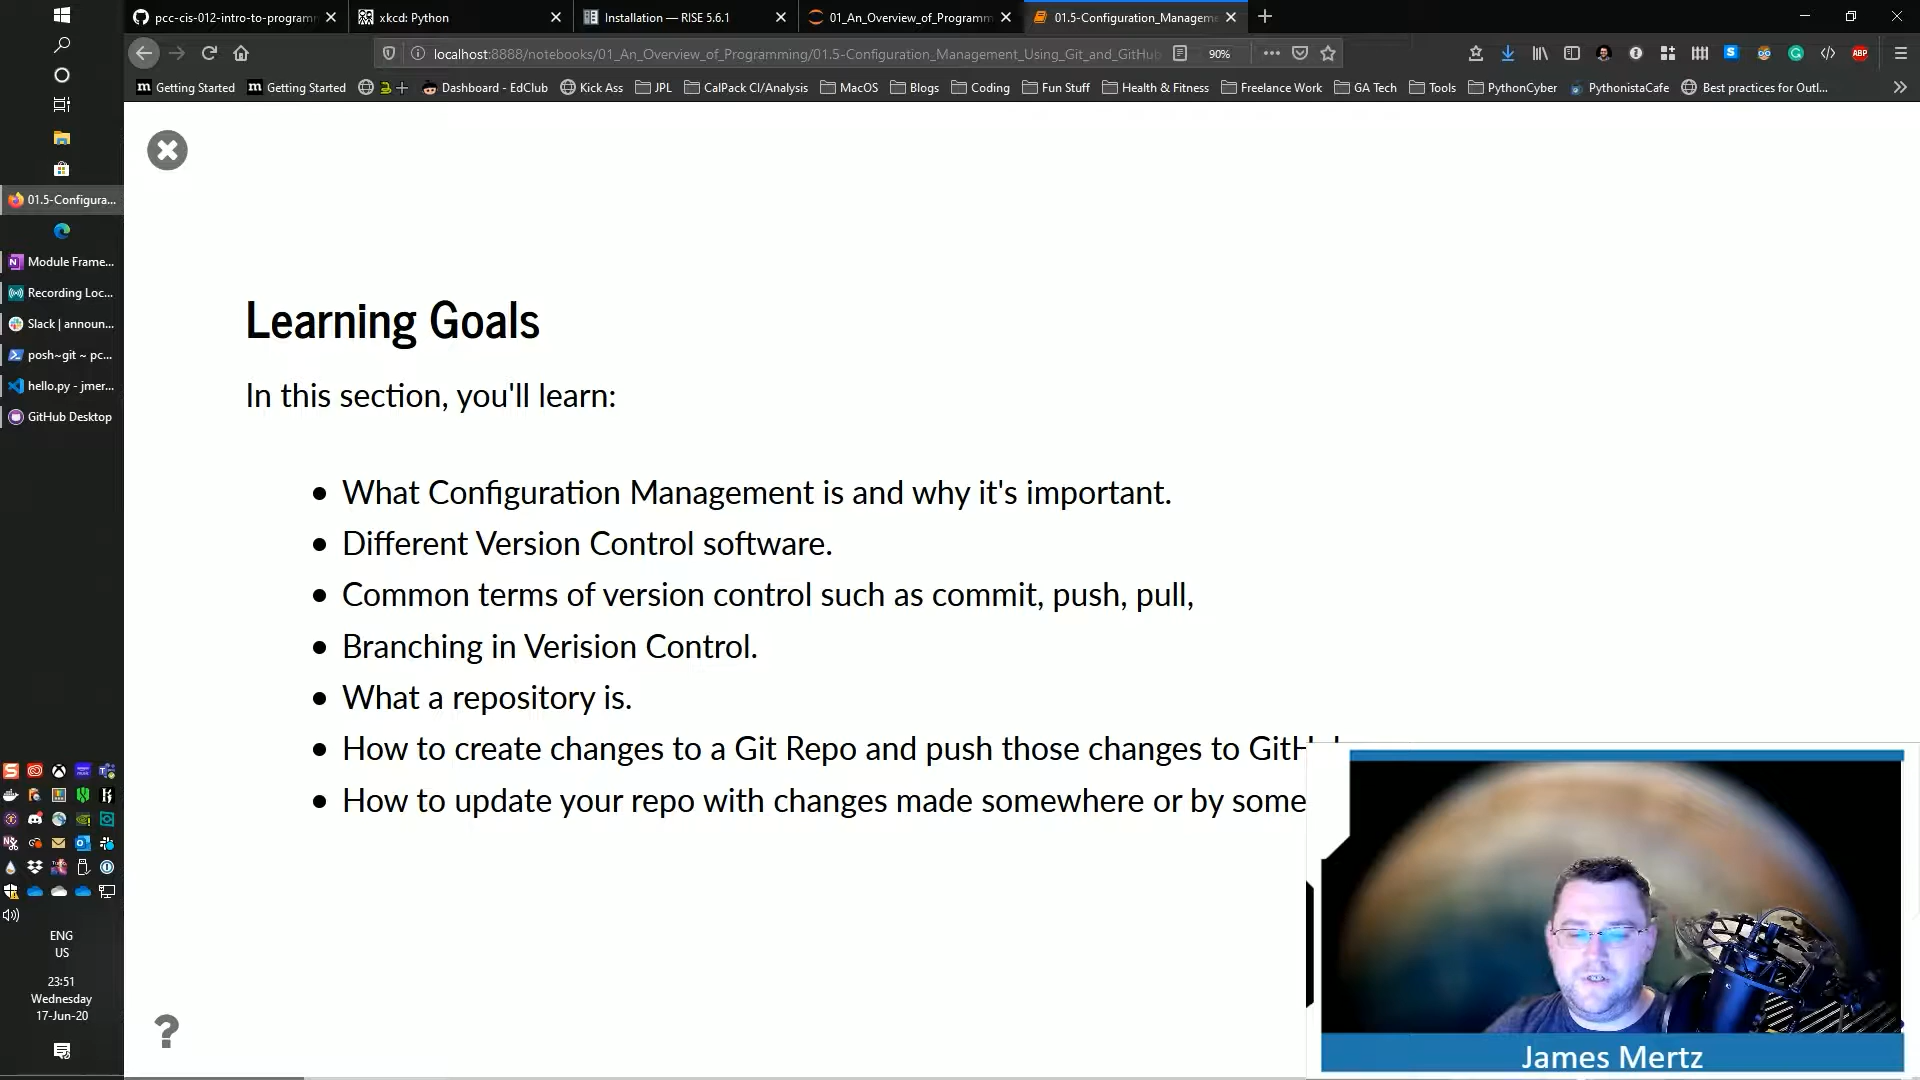 pcc-cis-012-intro-to-programm
xkcd: Python
Installation — RISE 5.6.1
01_An_Overview_of_Programm
01.5-Configuration_Manageme
localhost:8888/notebooks/01_An_Overview_of_Programming/01.5-Configuration_Management_Using_Git_and_GitHub
90%
Getting Started
Getting Started
Dashboard - EdClub
Kick Ass
JPL
CalPack CI/Analysis
MacOS
Blogs
Coding
Fun Stuff
Health & Fitness
Freelance Work
GA Tech
Tools
PythonCyber
PythonistaCafe
Best practices for Outl...
01.5-Configura...
Module Frame...
Recording Loc...
Slack | announ...
posh~git ~ pc...
hello.py - jmer...
GitHub Desktop
ENG
US
23:51
Wednesday
17-Jun-20
Learning Goals
In this section, you'll learn:
• What Configuration Management is and why it's important.
• Different Version Control software.
• Common terms of version control such as commit, push, pull,
• Branching in Verision Control.
• What a repository is.
• How to create changes to a Git Repo and push those changes to GitH
• How to update your repo with changes made somewhere or by some
?
James Mertz